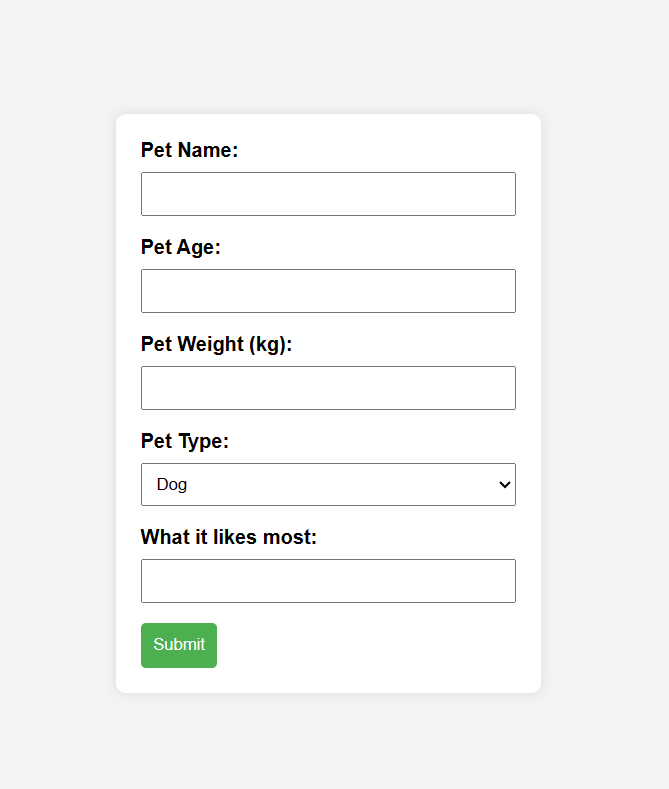 Pet Name:
Pet Age:
Pet Weight (kg):
Pet Type:
Dog
What it likes most:
Submit